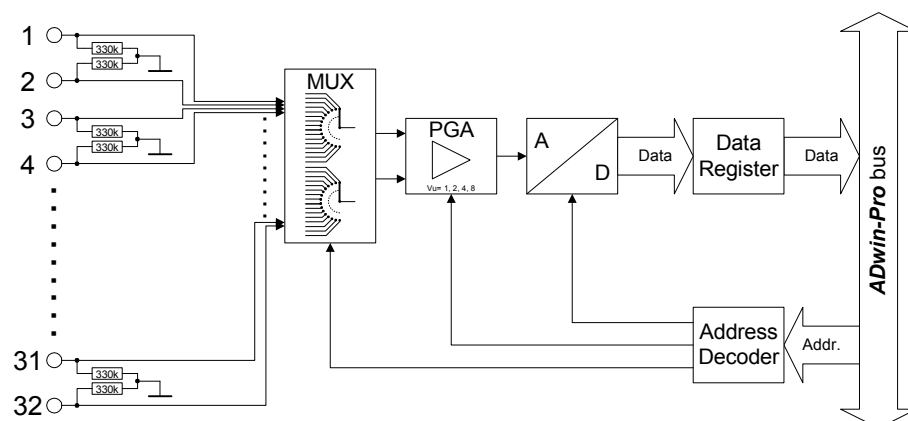 1
330k
330k
2
3
330k
330k
4
31
330k
330k
32
MUX
PGA
Vu= 1, 2, 4, 8
A
D
Data
Data
Register
Data
Address
Decoder
Addr.
ADwin-Pro bus